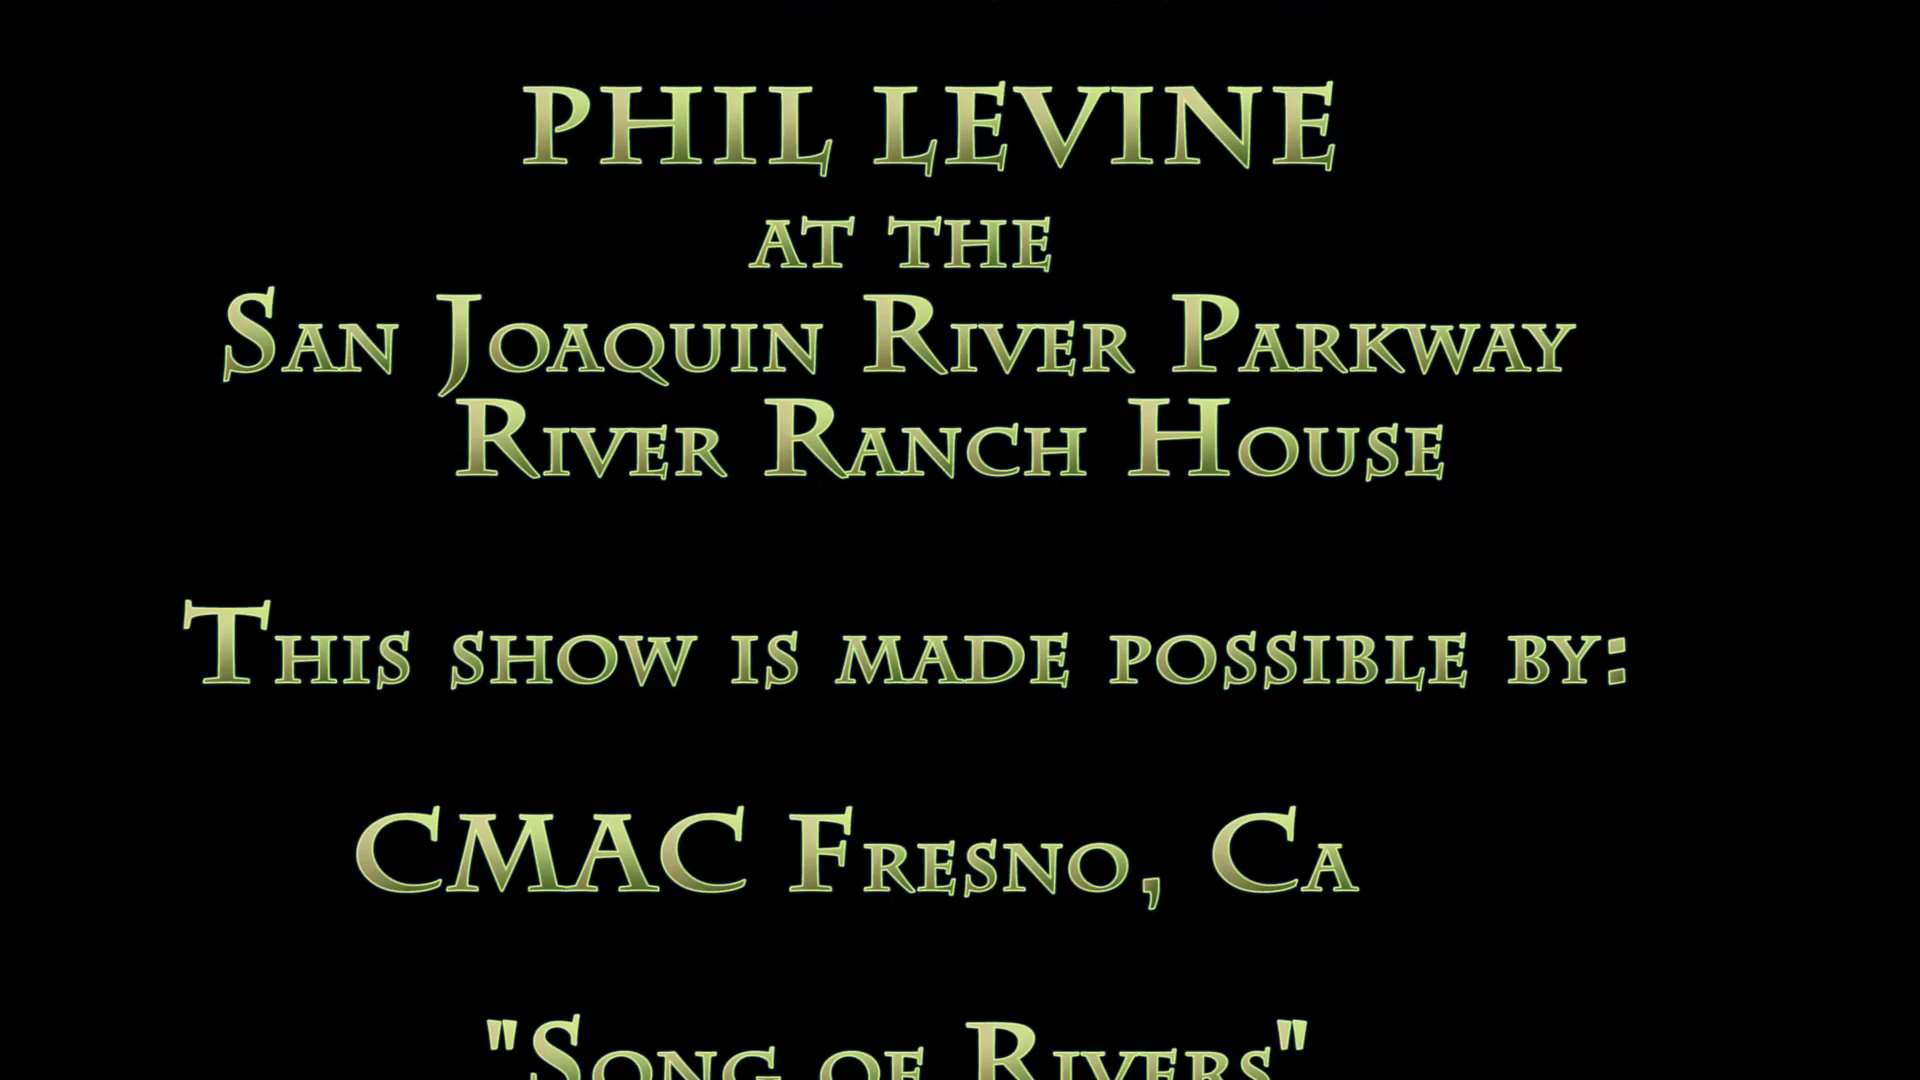 PHIL LEVINE
AT THE
SAN JOAQUIN RIVER PARKWAY
RIVER RANCH HOUSE
THIS SHOW IS MADE POSSIBLE BY:
CMAC FRESNO, CA
"SONG OF RIVERS"